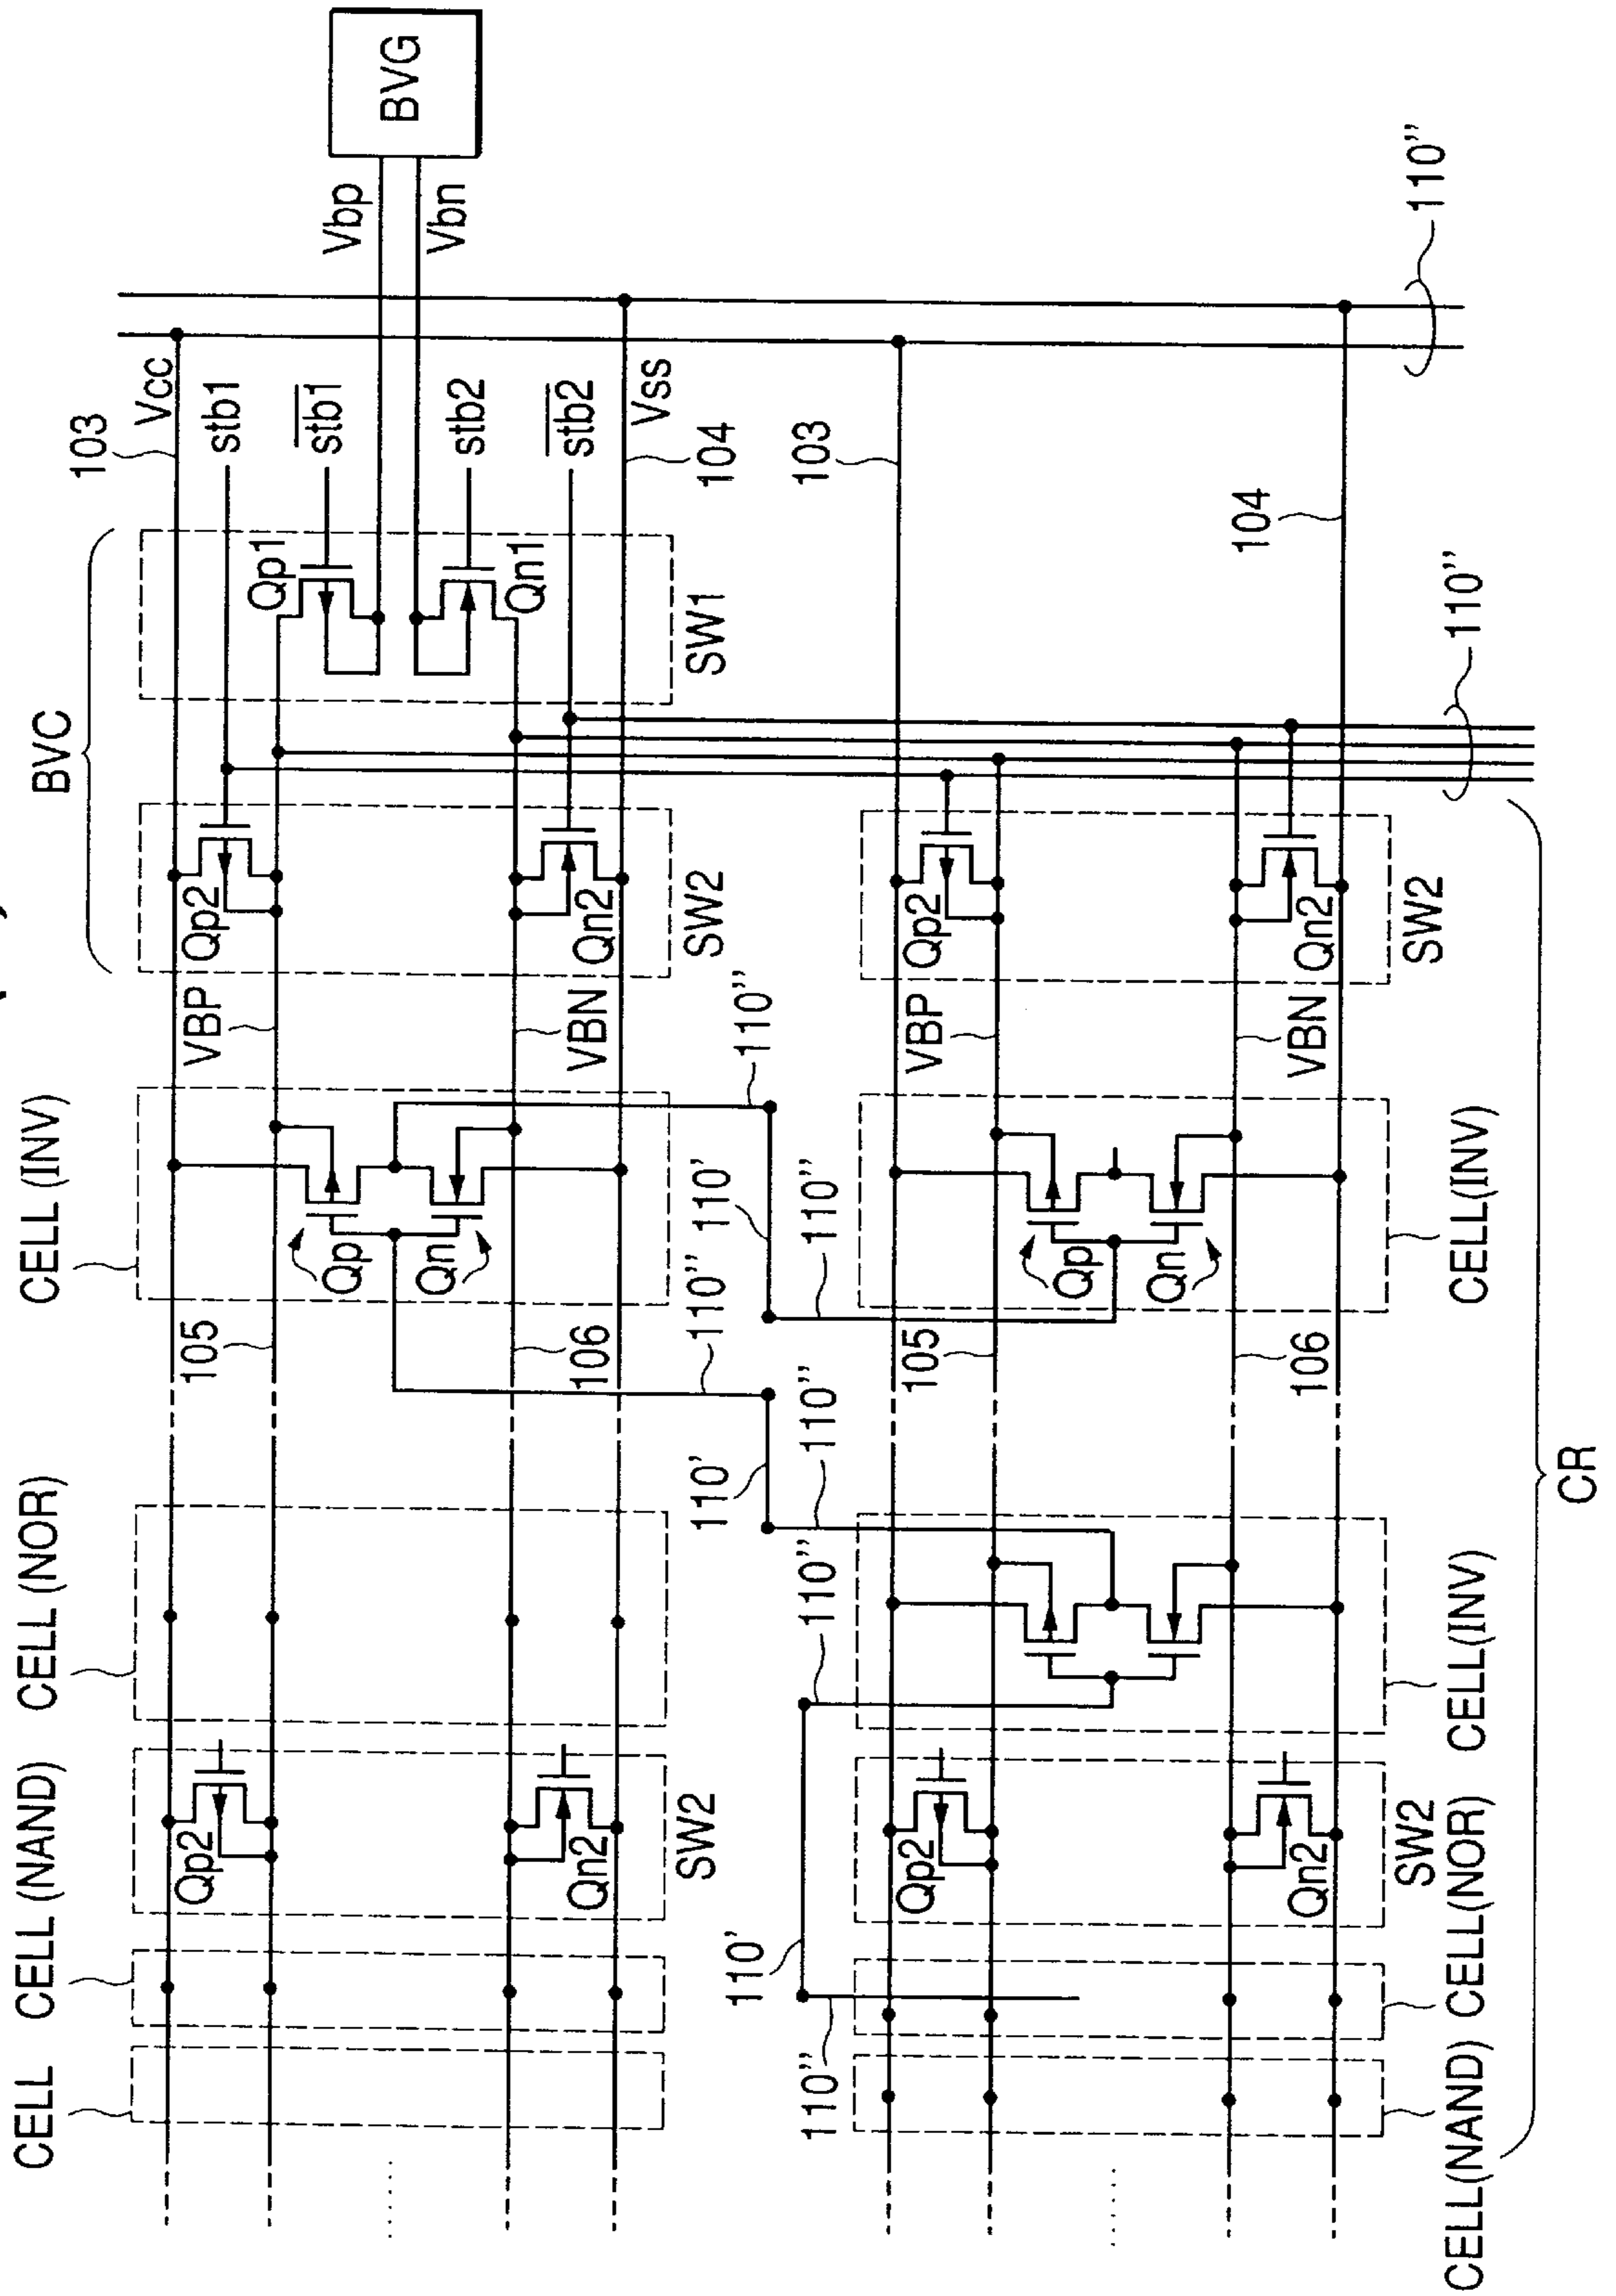 CELL
CELL (NAND)
CELL (NOR)
CELL (INV)
BVC
103
Vcc
stb1
stb1
stb2
stb2
Vss
104
Vbp
Vbn
BVG
Qp2
Qn2
SW2
105
106
Qp
Qn
VBP
VBN
Qp2
Qn2
SW2
Qp1
Qn1
SW1
110''
110'
110''
110''
110'
110''
110''
110'
110''
103
104
110''
110''
Qp2
Qn2
SW2
105
106
Qp
Qn
VBP
VBN
Qp2
Qn2
SW2
CELL(NAND)
CELL(NOR)
CELL(INV)
CELL(INV)
CR